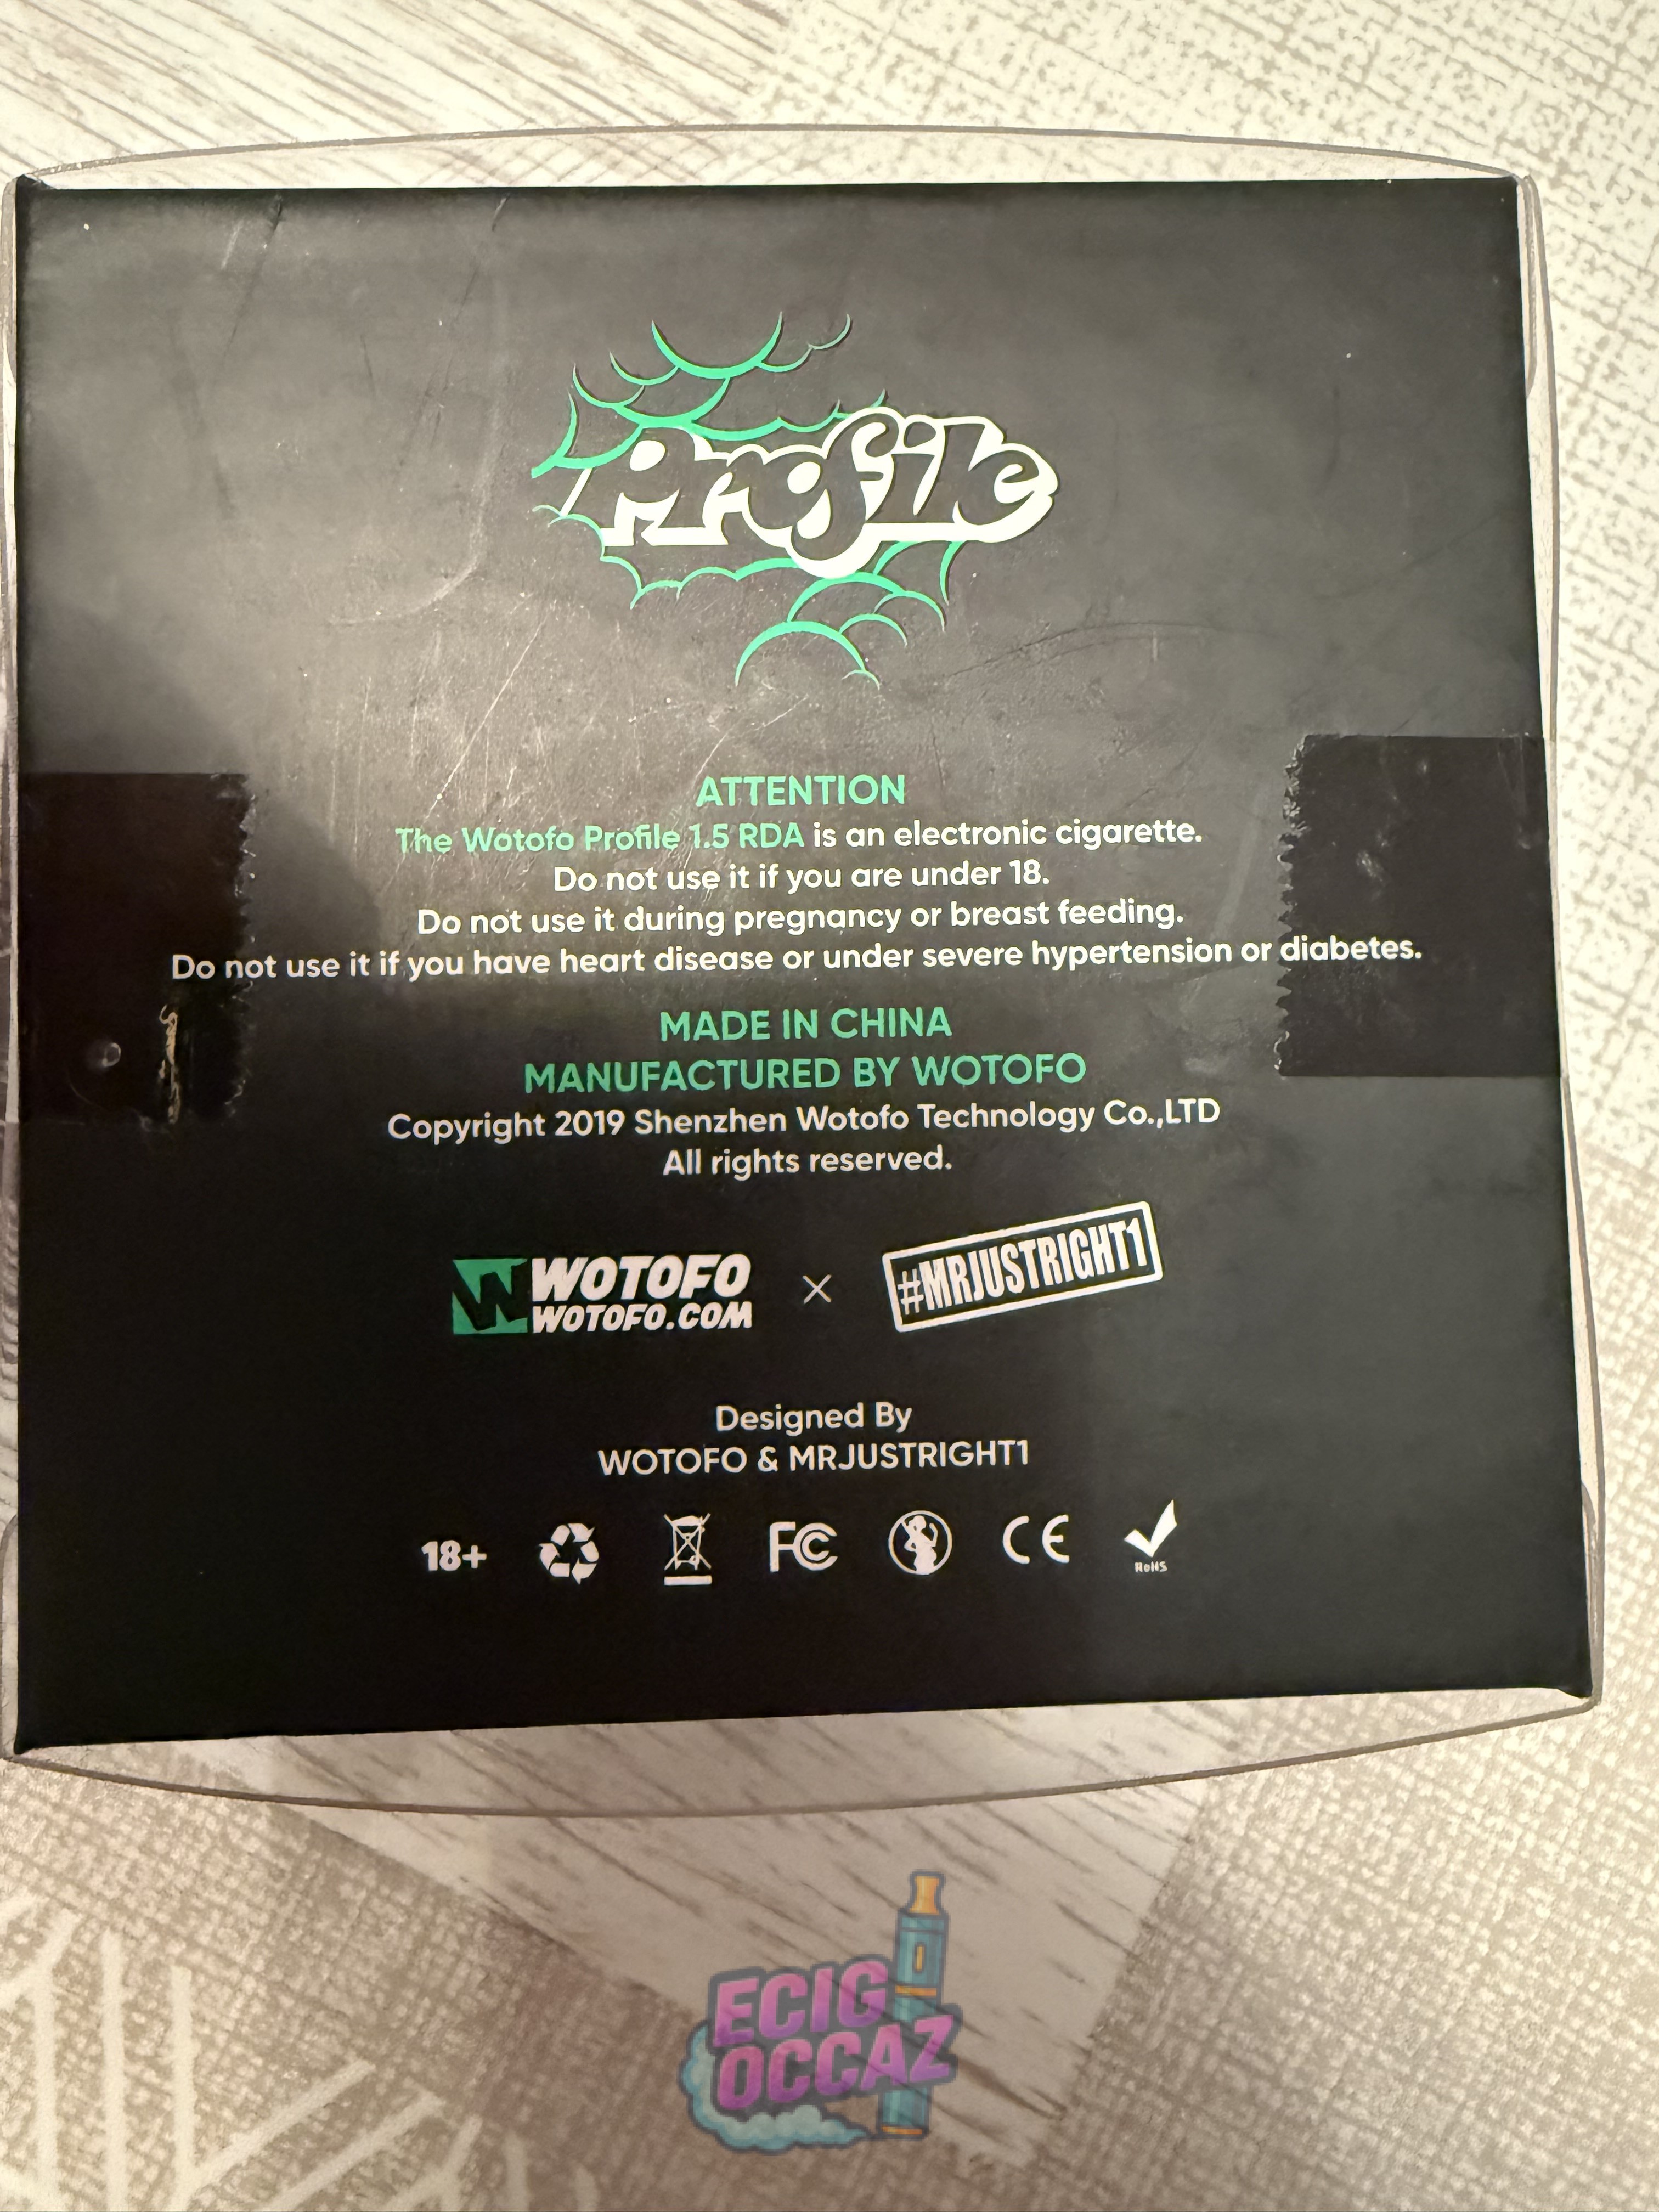 Profile
ATTENTION
The Wotofo Profile 1.5 RDA is an electronic cigarette.
Do not use it if you are under 18.
Do not use it during pregnancy or breast feeding.
Do not use it if you have heart disease or under severe hypertension or diabetes.
MADE IN CHINA
MANUFACTURED BY WOTOFO
Copyright 2019 Shenzhen Wotofo Technology Co.,LTD
All rights reserved.
W WOTOFO
WOTOFO.COM
×
#MRJUSTRIGHT1
Designed By
WOTOFO & MRJUSTRIGHT1
18+ FC CE
RoHS
ECIG
OCCAZ